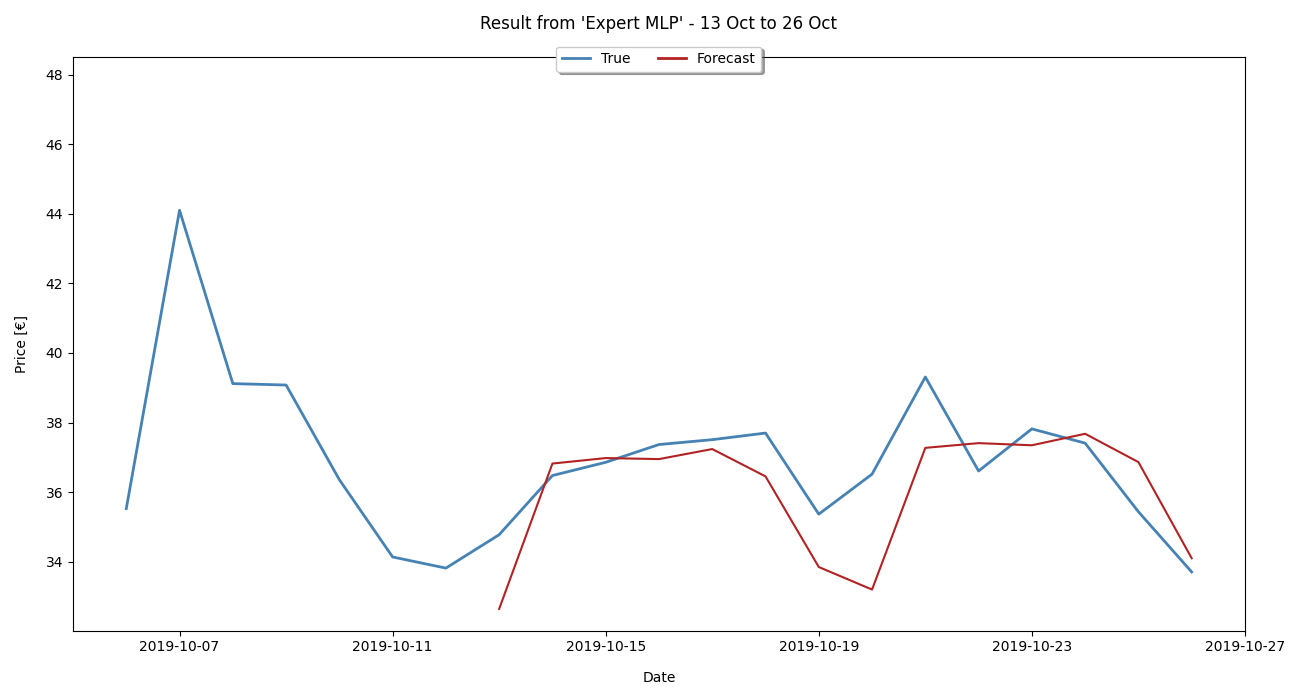 Result from 'Expert MLP' - 13 Oct to 26 Oct
True Forecast
48
46
44
42
40
38
36
34
Price [€]
2019-10-07 2019-10-11 2019-10-15 2019-10-19 2019-10-23 2019-10-27
Date